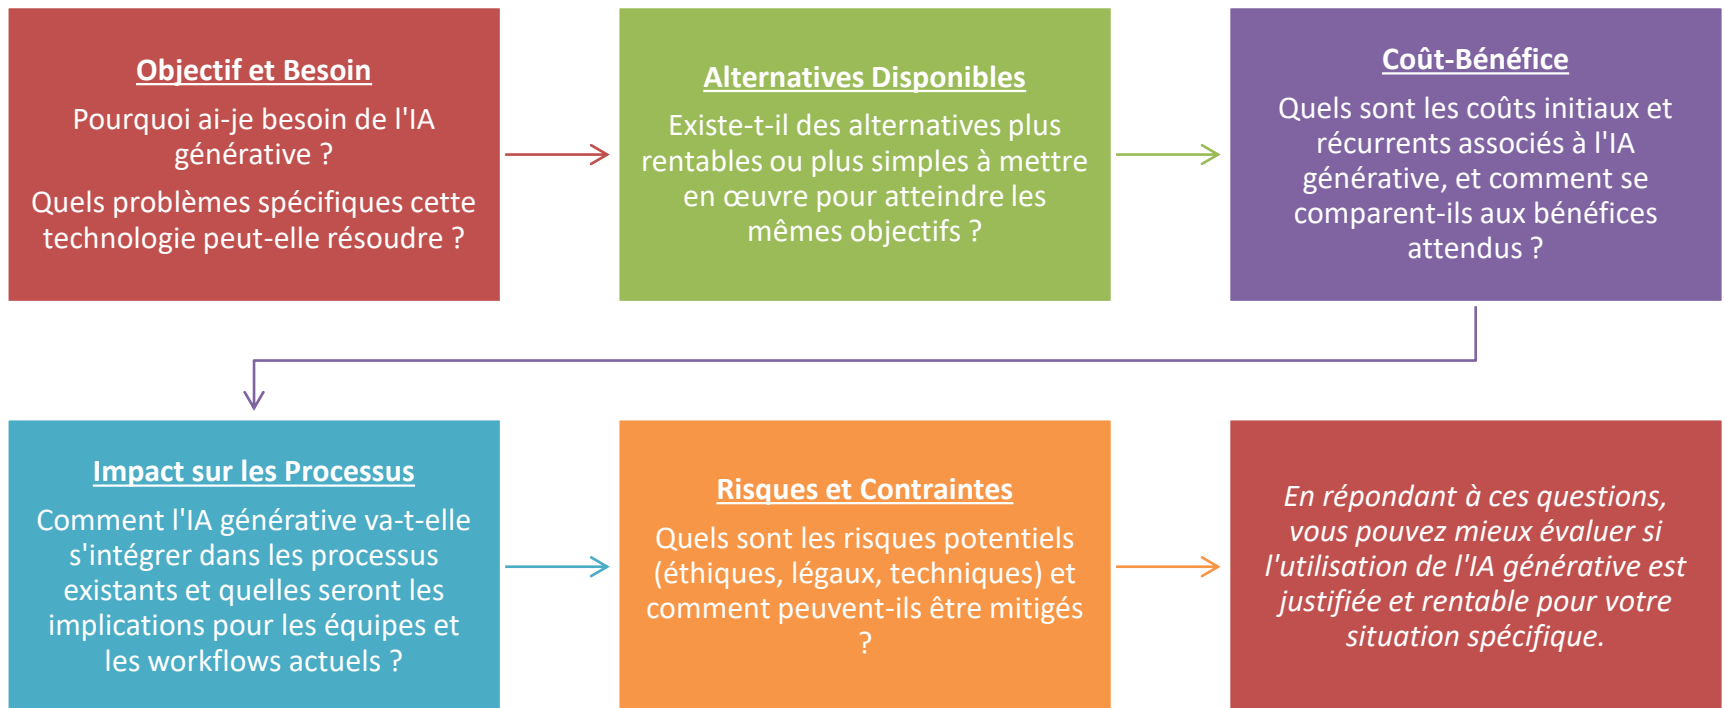 Objectif et Besoin
Pourquoi ai-je besoin de l'IA
générative ?
Quels problèmes spécifiques cette
technologie peut-elle résoudre ?
Alternatives Disponibles
Existe-t-il des alternatives plus
rentables ou plus simples à mettre
en œuvre pour atteindre les
mêmes objectifs ?
Coût-Bénéfice
Quels sont les coûts initiaux et
récurrents associés à l'IA
générative, et comment se
comparent-ils aux bénéfices
attendus ?
Impact sur les Processus
Comment l'IA générative va-t-elle
s'intégrer dans les processus
existants et quelles seront les
implications pour les équipes et
les workflows actuels ?
Risques et Contraintes
Quels sont les risques potentiels
(éthiques, légaux, techniques) et
comment peuvent-ils être mitigés
?
En répondant à ces questions,
vous pouvez mieux évaluer si
l'utilisation de l'IA générative est
justifiée et rentable pour votre
situation spécifique.